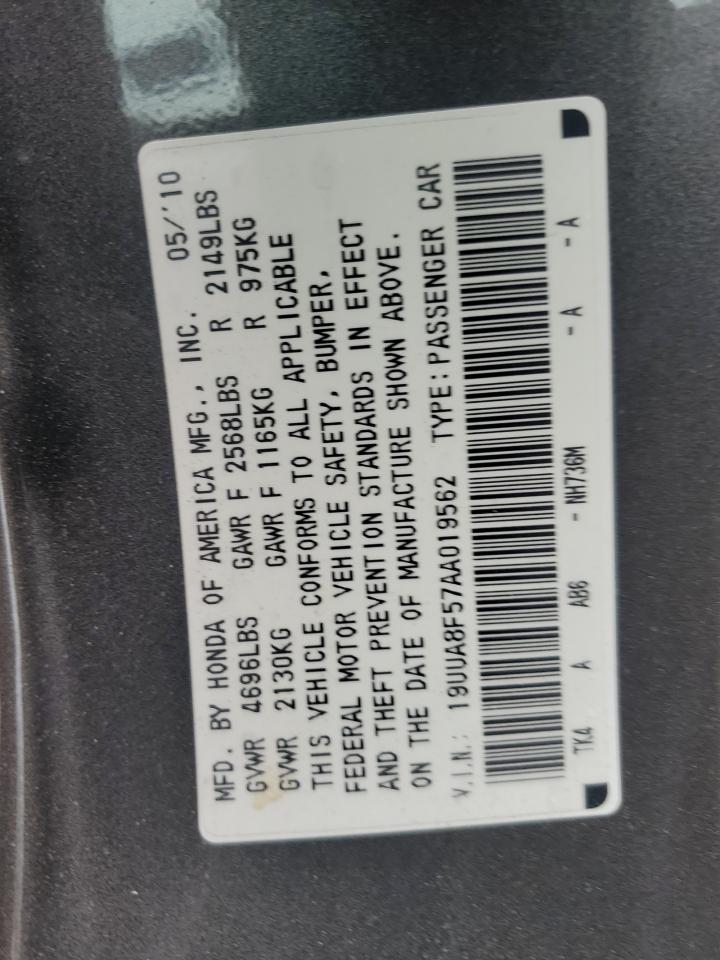 MFD. BY HONDA OF AMERICA MFG., INC. 05/'10
GVWR 4696LBS GAWR F 2568LBS R 2149LBS
GVWR 2130KG GAWR F 1165KG R 975KG
THIS VEHICLE CONFORMS TO ALL APPLICABLE
FEDERAL MOTOR VEHICLE SAFETY, BUMPER,
AND THEFT PREVENTION STANDARDS IN EFFECT
ON THE DATE OF MANUFACTURE SHOWN ABOVE.
V.I.N.: 19UUA8F57AA019562 TYPE:PASSENGER CAR
TK4 A AB6 - NH736M - A - A